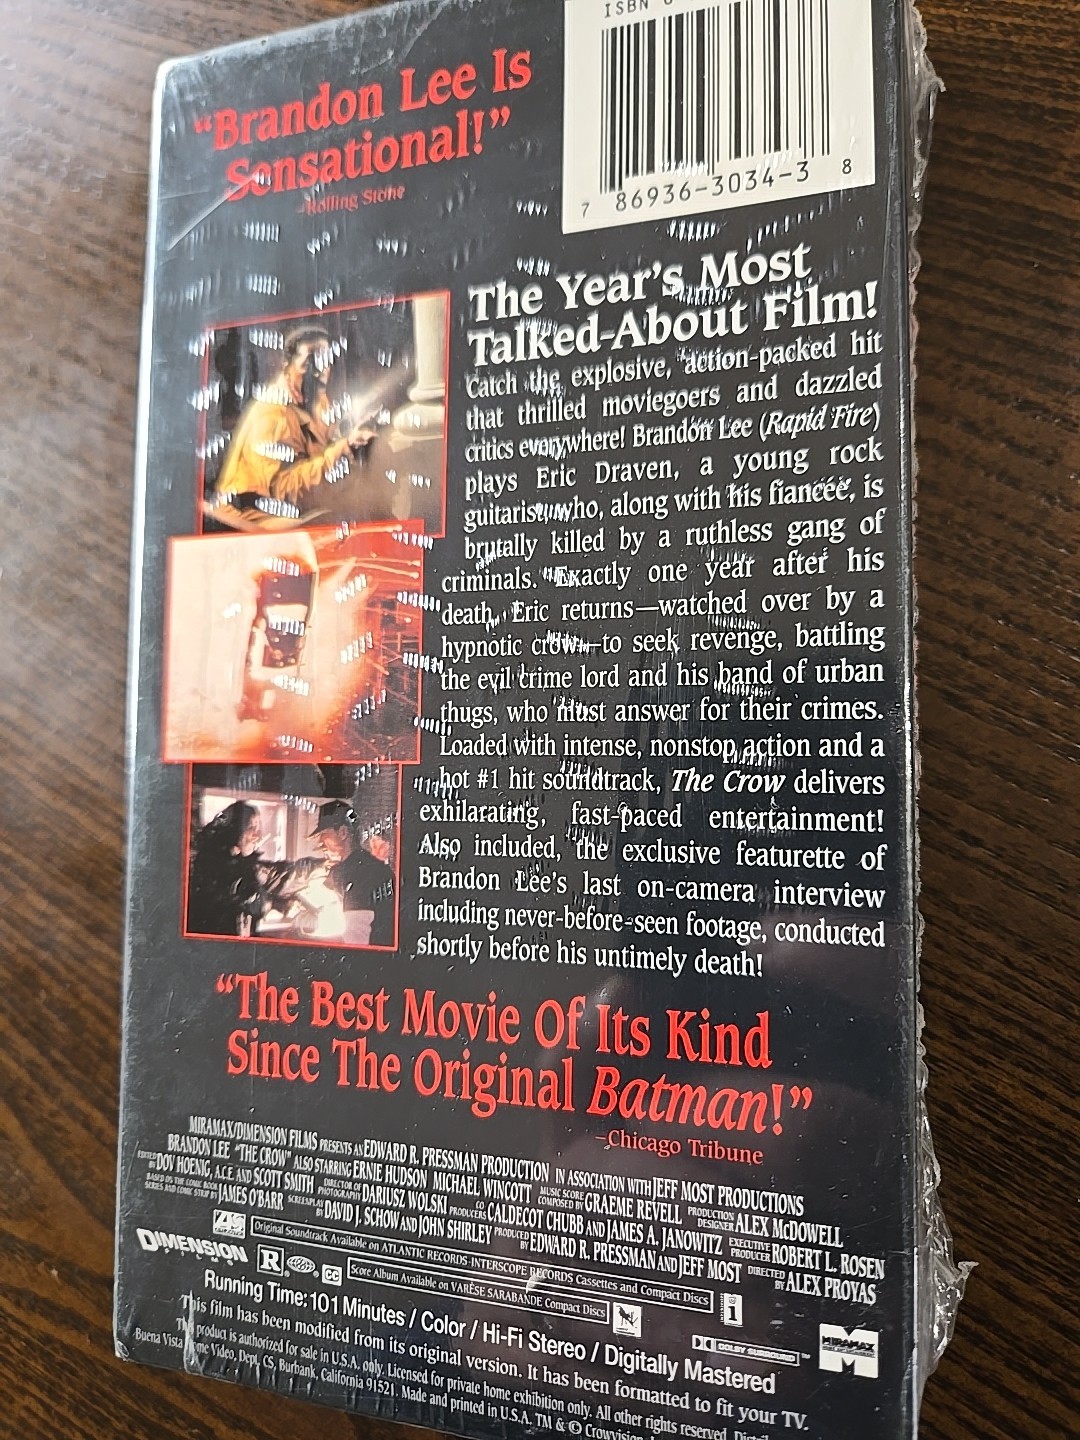 ISBN
7 86936-3034-3 8
"Brandon Lee Is
Sensational!"
-Rolling Stone
The Year's Most
Talked-About Film!
Catch the explosive, action-packed hit
that thrilled moviegoers and dazzled
critics everywhere! Brandon Lee (Rapid Fire)
plays Eric Draven, a young rock
guitarist who, along with his fiancée, is
brutally killed by a ruthless gang of
criminals. Exactly one year after his
death, Eric returns—watched over by a
hypnotic crow—to seek revenge, battling
the evil crime lord and his band of urban
thugs, who must answer for their crimes.
Loaded with intense, nonstop action and a
hot #1 hit soundtrack, The Crow delivers
exhilarating, fast-paced entertainment!
Also included, the exclusive featurette of
Brandon Lee's last on-camera interview
including never-before-seen footage, conducted
shortly before his untimely death!
"The Best Movie Of Its Kind
Since The Original Batman!"
-Chicago Tribune
MIRAMAX/DIMENSION FILMS PRESENTS AN EDWARD R. PRESSMAN PRODUCTION IN ASSOCIATION WITH JEFF MOST PRODUCTIONS
BRANDON LEE "THE CROW" ALSO STARRING ERNIE HUDSON MICHAEL WINCOTT MUSIC SCORE COMPOSED BY GRAEME REVELL PRODUCTION DESIGNER ALEX McDOWELL
EDITED BY DOV HOENIG, A.C.E. AND SCOTT SMITH DIRECTOR OF PHOTOGRAPHY DARIUSZ WOLSKI CO-PRODUCERS CALDECOT CHUBB AND JAMES A. JANOWITZ EXECUTIVE PRODUCER ROBERT L. ROSEN
BASED ON THE COMIC BOOK SERIES AND COMIC STRIP BY JAMES O'BARR SCREENPLAY BY DAVID J. SCHOW AND JOHN SHIRLEY PRODUCED BY EDWARD R. PRESSMAN AND JEFF MOST DIRECTED BY ALEX PROYAS
Original Soundtrack Available on ATLANTIC RECORDS-INTERSCOPE RECORDS Cassettes and Compact Discs
DIMENSION R CC Score Album Available on VARÈSE SARABANDE Compact Discs
Running Time: 101 Minutes / Color / Hi-Fi Stereo / Digitally Mastered
DOLBY SURROUND™
MIRAMAX
This film has been modified from its original version. It has been formatted to fit your TV.
This product is authorized for sale in U.S.A. only. Licensed for private home exhibition only. All other rights reserved.
Buena Vista Home Video, Dept. CS, Burbank, California 91521. Made and printed in U.S.A. TM & ©